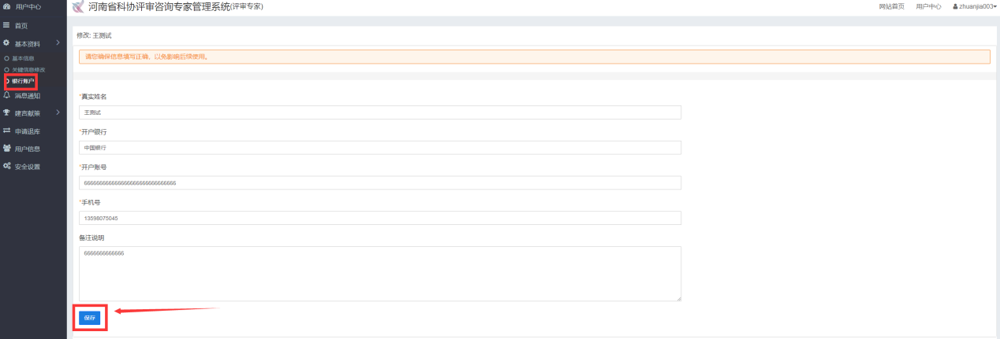 用户中心
河南省科协评审咨询专家管理系统(评审专家)
网站首页
用户中心
zhuanjia003
首页
基本资料
基本信息
关键信息修改
银行账户
消息通知
建言献策
申请退库
用户信息
安全设置
修改: 王测试
请您确保信息填写正确，以免影响后续使用。
*真实姓名
王测试
*开户银行
中国银行
*开户账号
666666666666666666666666666666
*手机号
13598075045
备注说明
6666666666666
保存